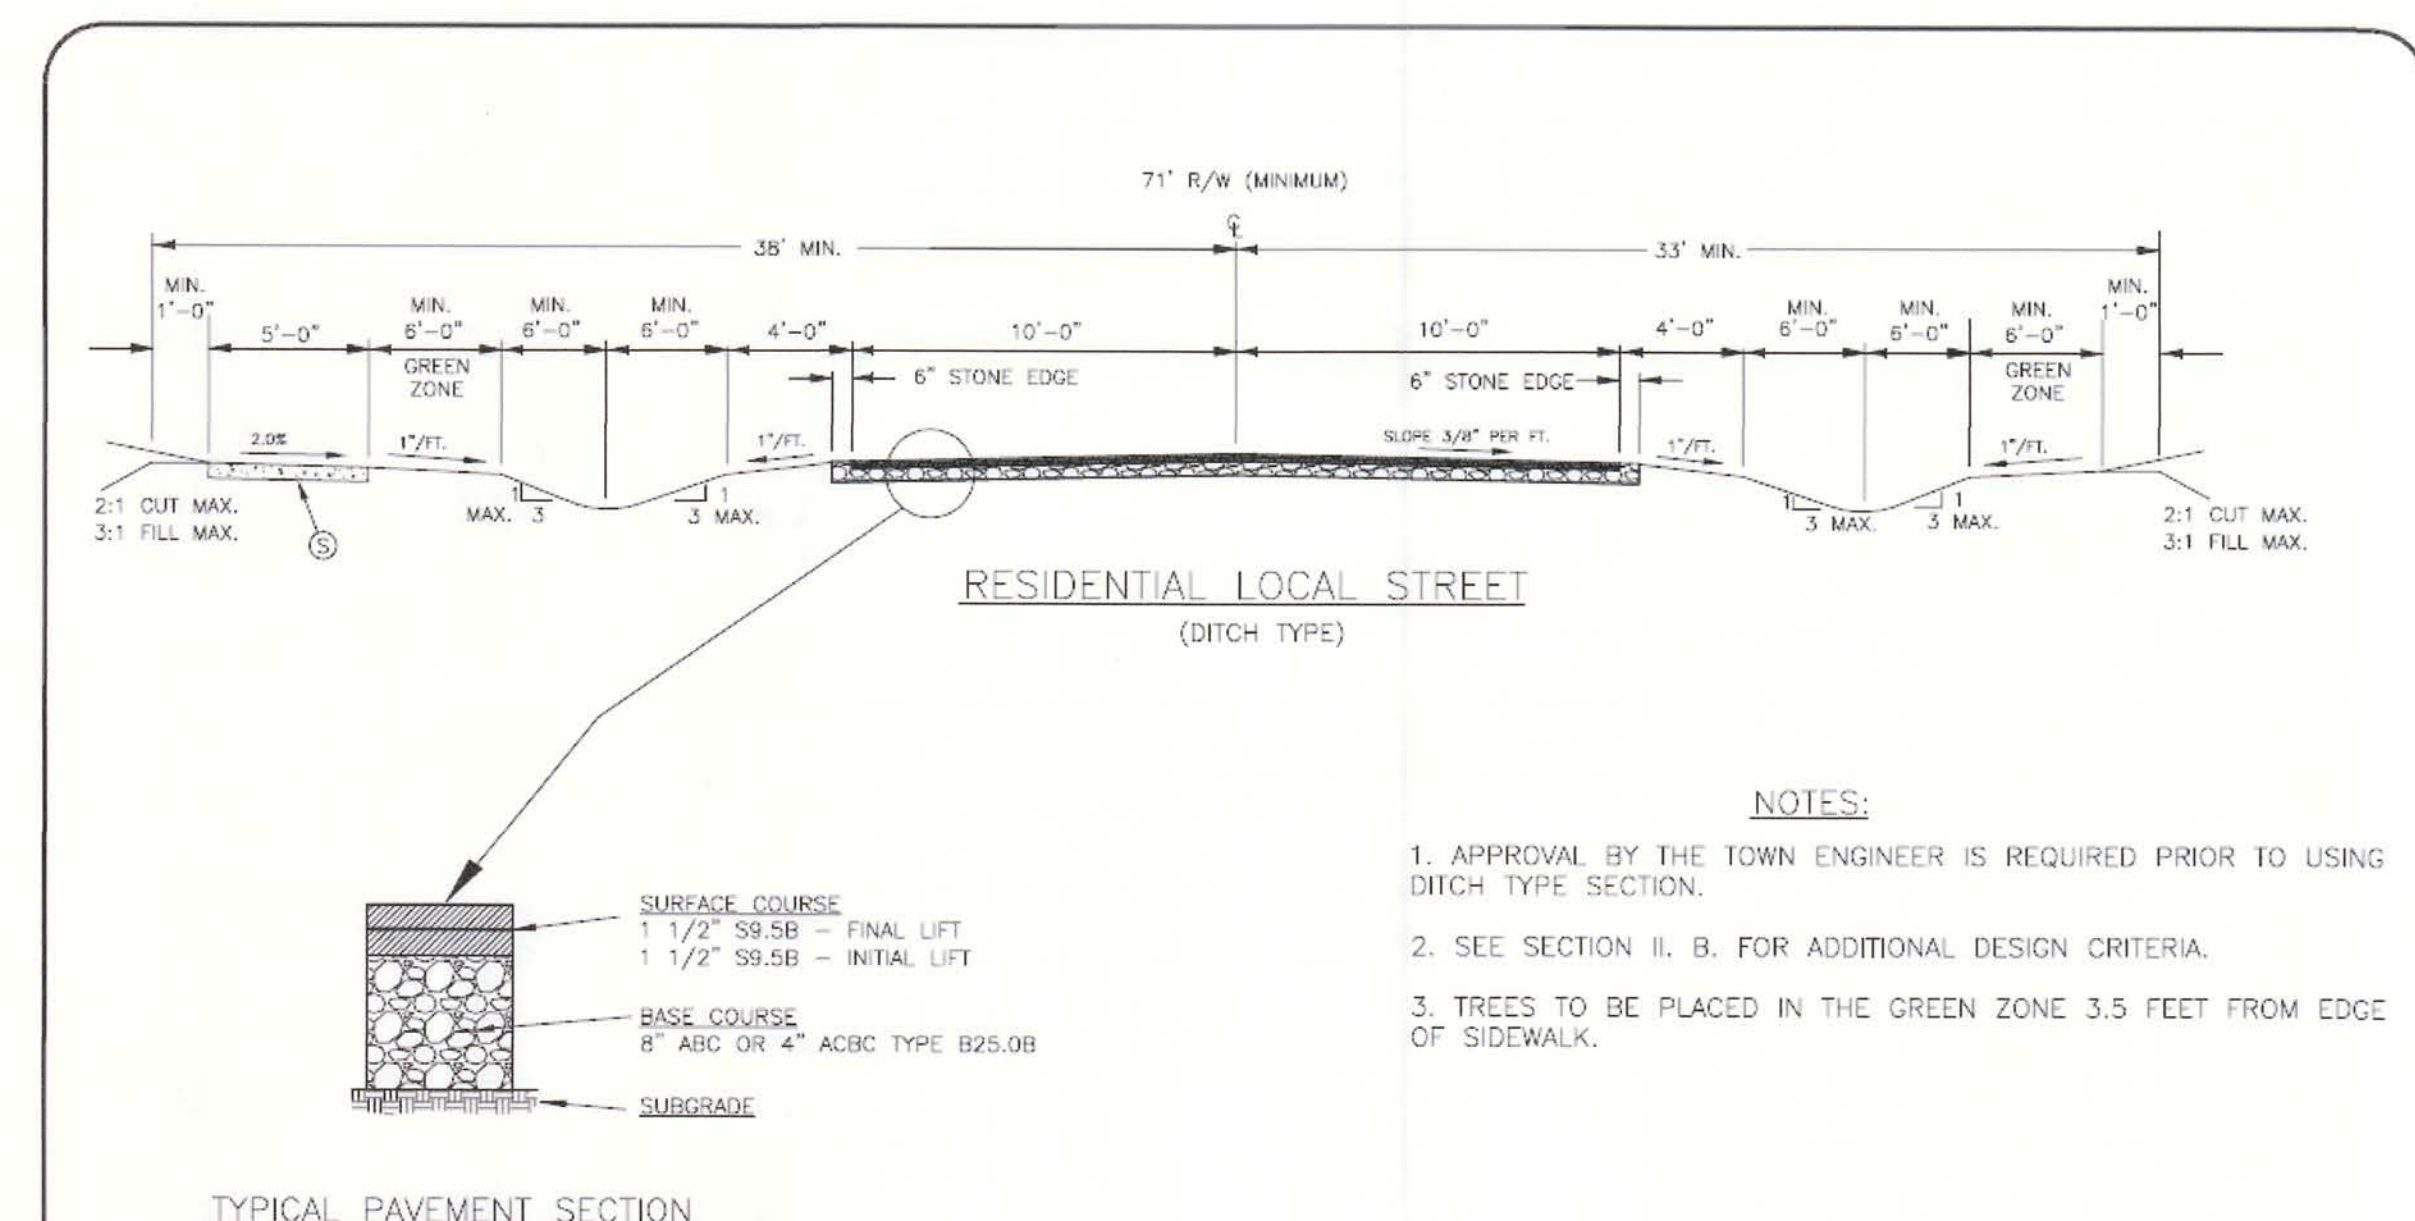 71' R/W (MINIMUM)
℄
38' MIN.
33' MIN.
MIN.
1'-0"
5'-0"
MIN.
6'-0"
GREEN
ZONE
MIN.
6'-0"
MIN.
6'-0"
4'-0"
10'-0"
10'-0"
4'-0"
MIN.
6'-0"
MIN.
6'-0"
MIN.
6'-0"
GREEN
ZONE
MIN.
1'-0"
6" STONE EDGE
6" STONE EDGE
2.0%
1"/FT.
1"/FT.
SLOPE 3/8" PER FT.
1"/FT.
1"/FT.
2:1 CUT MAX.
3:1 FILL MAX.
S
1
MAX. 3
1
3 MAX.
1
3 MAX.
1
3 MAX.
2:1 CUT MAX.
3:1 FILL MAX.
RESIDENTIAL LOCAL STREET
(DITCH TYPE)
NOTES:
1. APPROVAL BY THE TOWN ENGINEER IS REQUIRED PRIOR TO USING
DITCH TYPE SECTION.
2. SEE SECTION II. B. FOR ADDITIONAL DESIGN CRITERIA.
3. TREES TO BE PLACED IN THE GREEN ZONE 3.5 FEET FROM EDGE
OF SIDEWALK.
SURFACE COURSE
1 1/2" S9.5B - FINAL LIFT
1 1/2" S9.5B - INITIAL LIFT
BASE COURSE
8" ABC OR 4" ACBC TYPE B25.0B
SUBGRADE
TYPICAL PAVEMENT SECTION